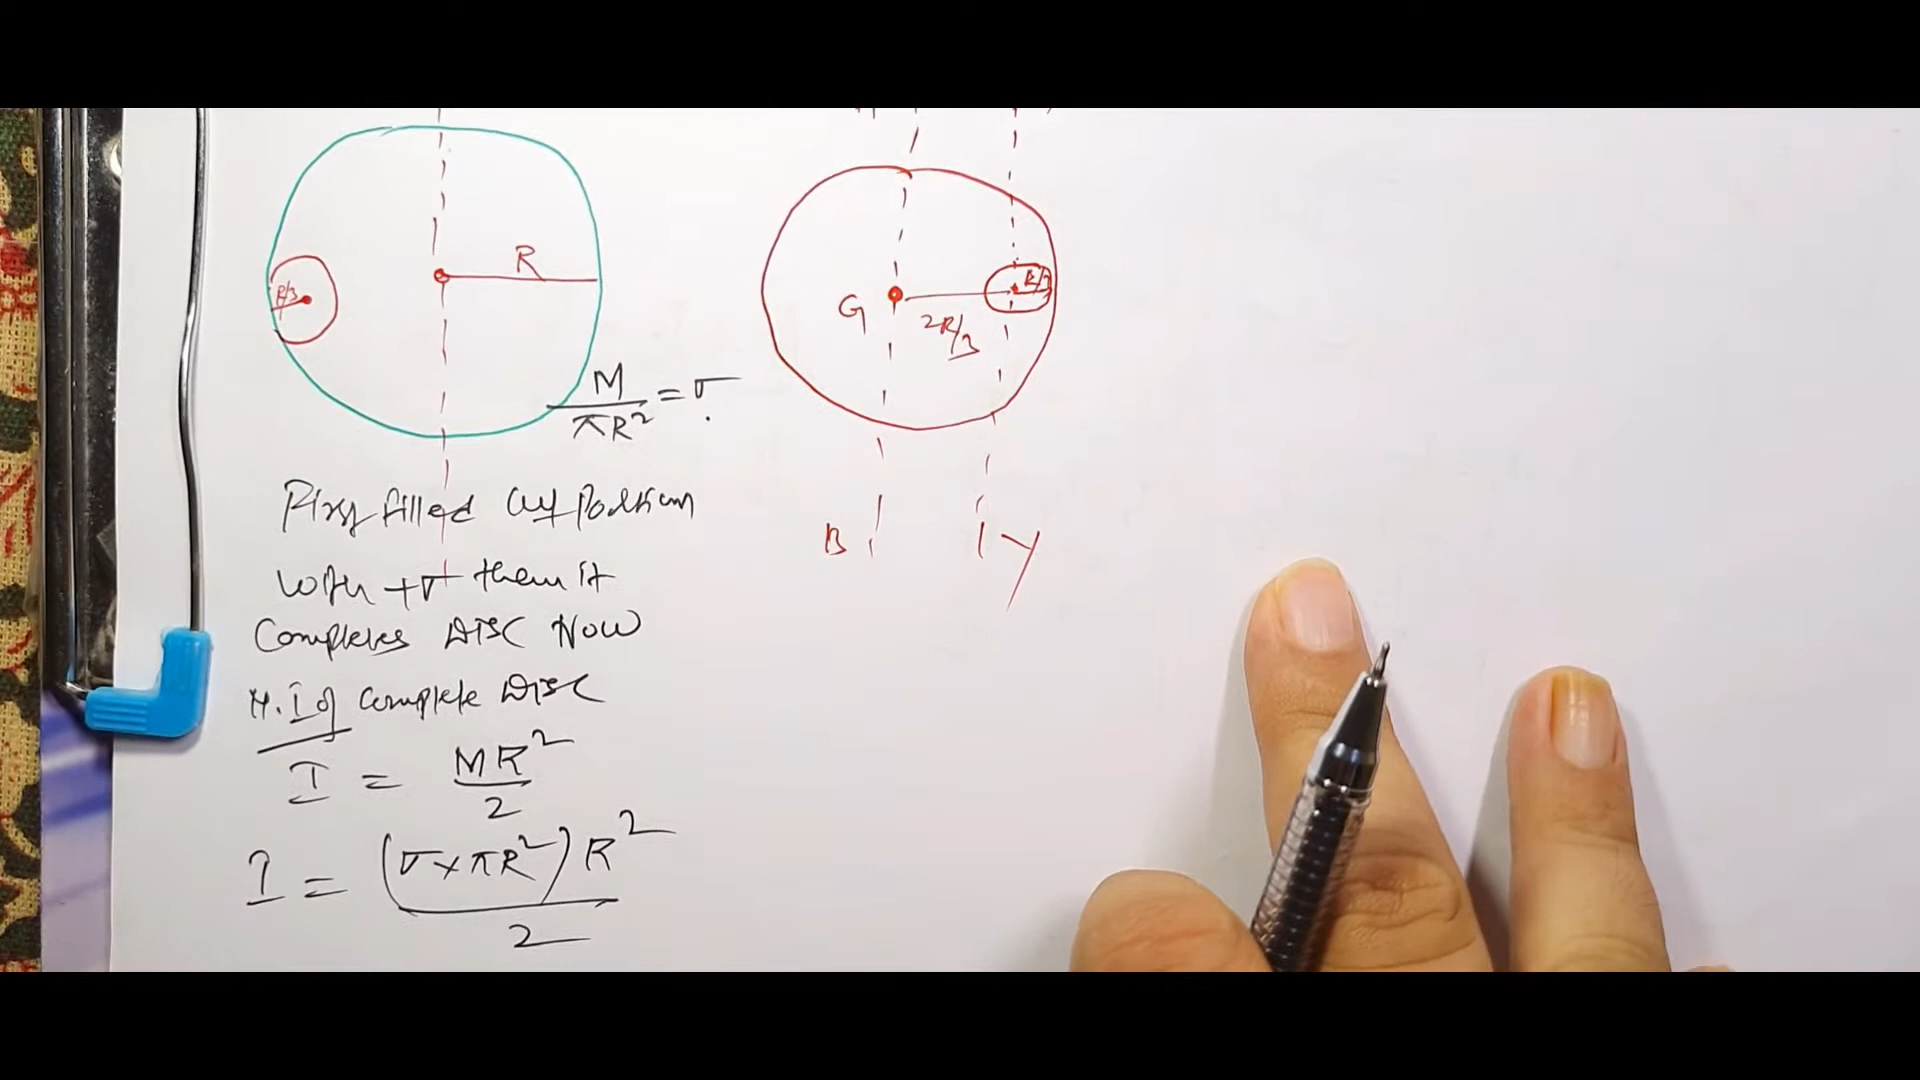 R
R/3
M/πR² = σ
First filled Cut Portion
with +σ then it
Completes DISC Now
M.I of Complete DISC
I = MR²/2
I = (σ×πR²)R²/2
G
2R/3
R/3
B
y